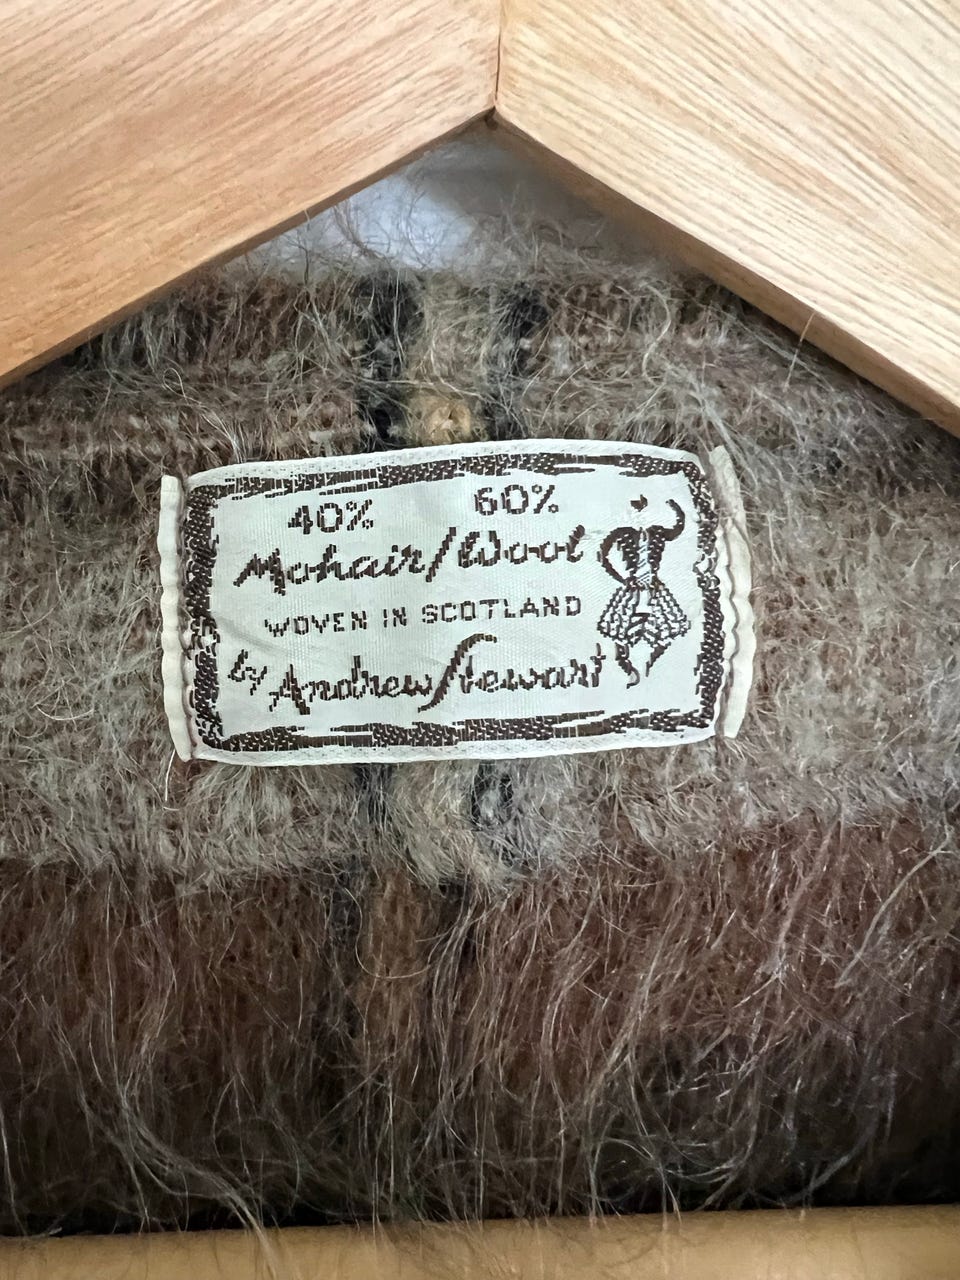 40% 60%
Mohair/Wool
WOVEN IN SCOTLAND
by Andrew Stewart